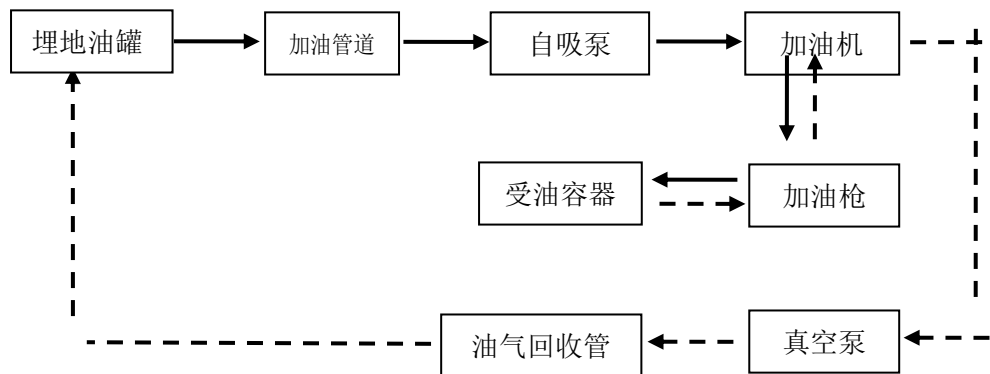 埋地油罐
加油管道
自吸泵
加油机
受油容器
加油枪
油气回收管
真空泵